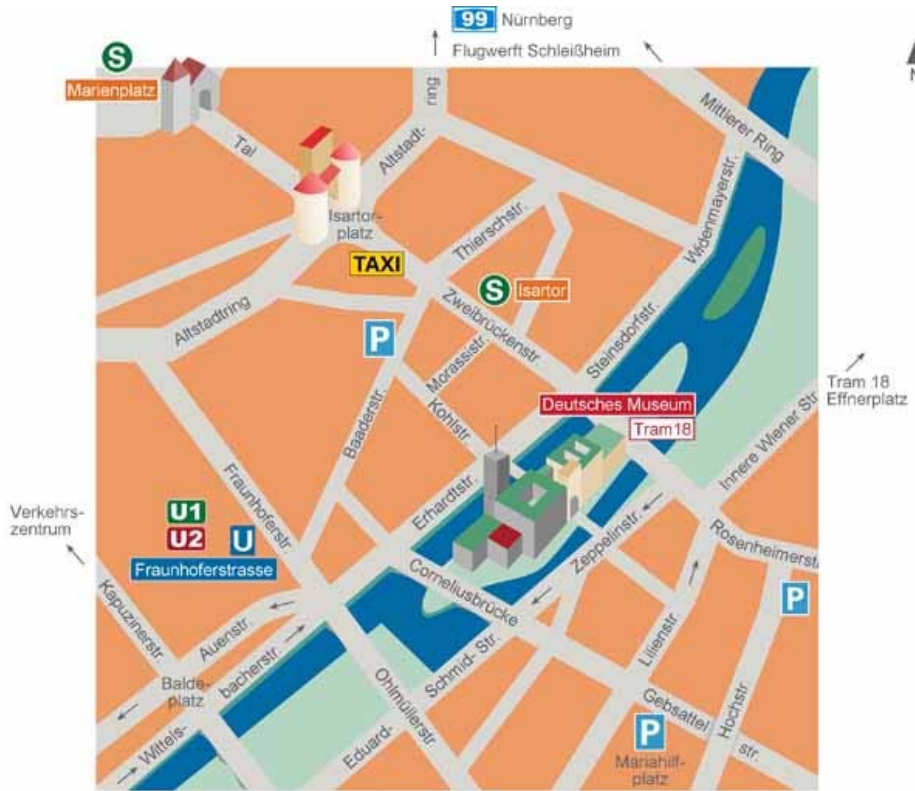 99 Nürnberg
Flugwerft Schleißheim
S
Marienplatz
N
Mittlerer Ring
Altstadt-
ring
Tal
Isartor-
platz
Thierschstr.
Widenmayerstr.
TAXI
S Isartor
Altstadtring
P
Zweibrückenstr.
Steinsdorfstr.
Morassistr.
Kohlstr
Baaderstr.
Deutsches Museum
Tram18
Tram 18
Effnerplatz
Innere Wiener Str.
Fraunhoferstr.
Erhardtstr.
Verkehrs-
zentrum
U1
U2
U
Fraunhoferstrasse
Zeppelinstr.
Rosenheimerstr
Corneliusbrücke
P
Kapuzinerstr.
Auenstr.
Lilienstr.
Schmid- Str.
Eduard-
Balde-
platz
Wittels-
bacherstr.
Ohlmüllerstr
Gebsattel
str.
Hochstr
P
Mariahilf-
platz